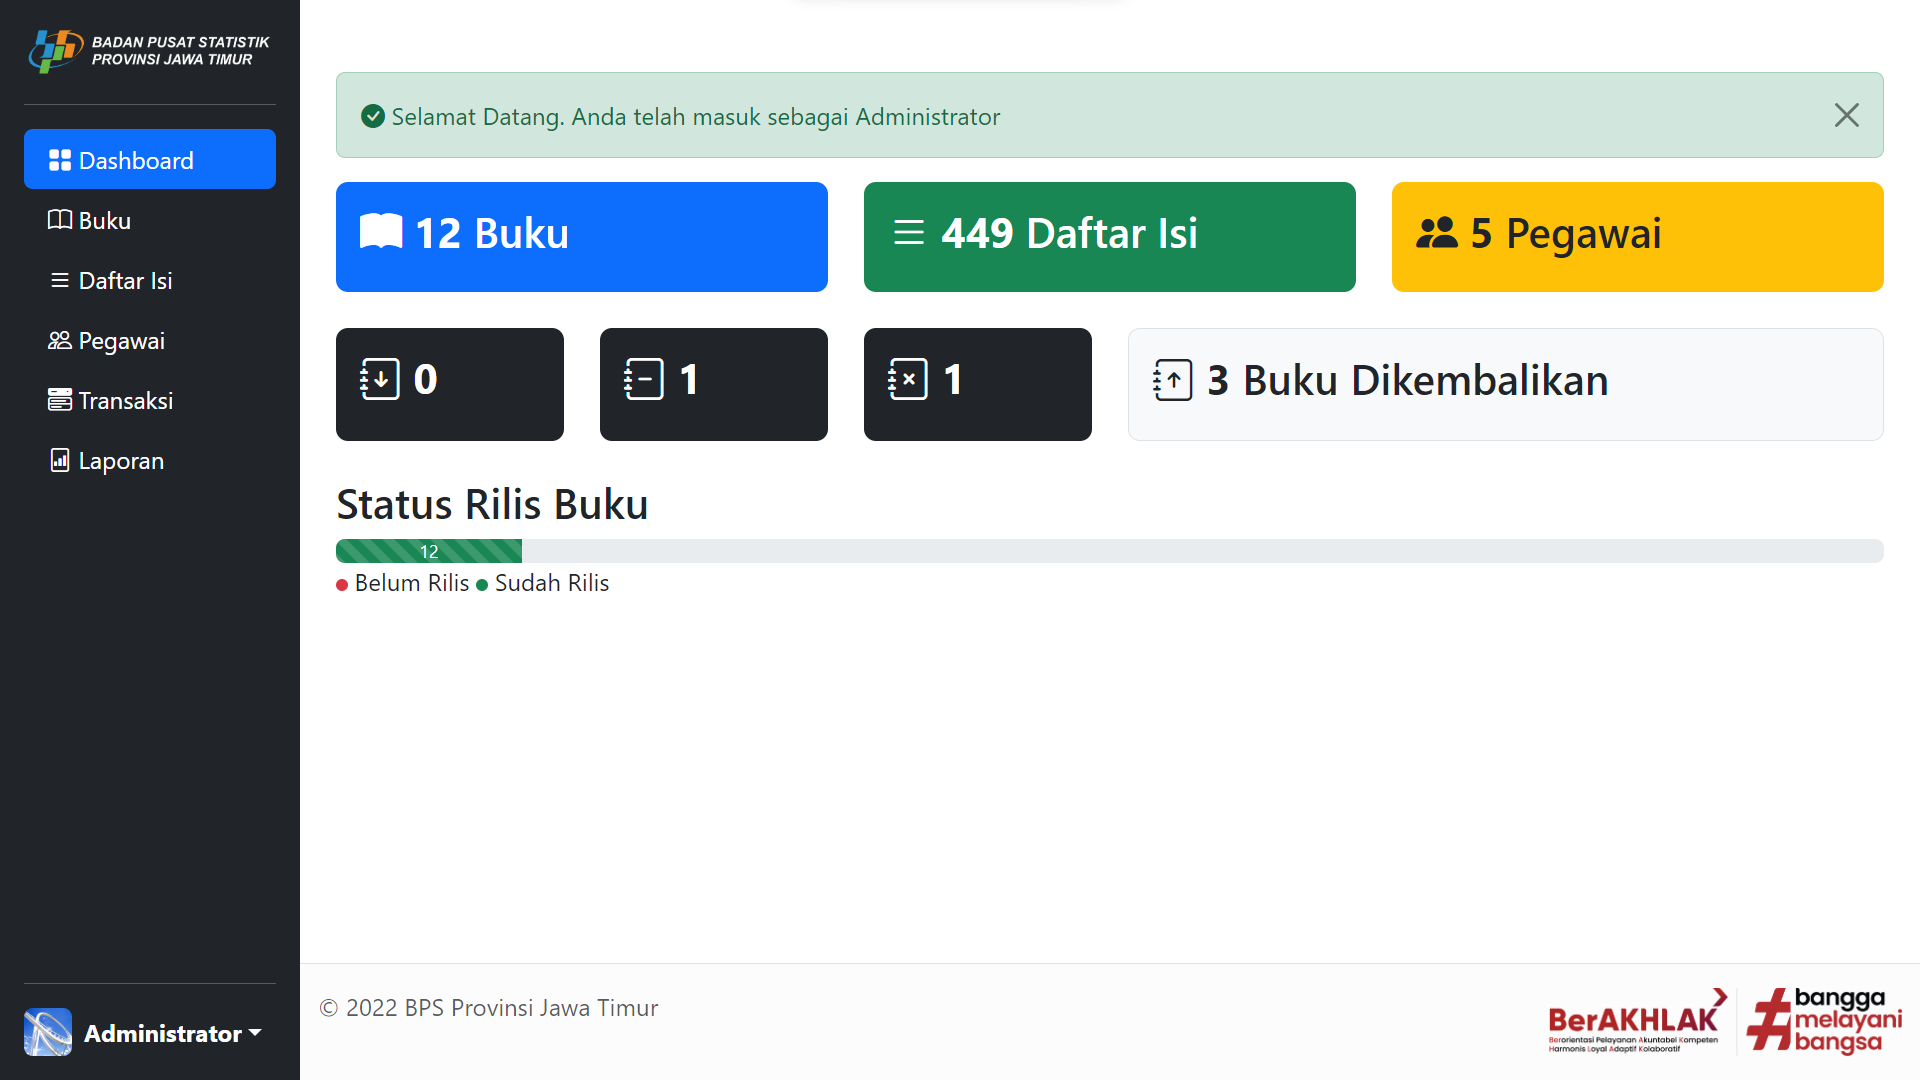 BADAN PUSAT STATISTIK
PROVINSI JAWA TIMUR
Dashboard
Buku
Daftar Isi
Pegawai
Transaksi
Laporan
Administrator
Selamat Datang. Anda telah masuk sebagai Administrator
12 Buku
449 Daftar Isi
5 Pegawai
0
1
1
3 Buku Dikembalikan
Status Rilis Buku
12
Belum Rilis Sudah Rilis
© 2022 BPS Provinsi Jawa Timur
BerAKHLAK
Berorientasi Pelayanan Akuntabel Kompeten
Harmonis Loyal Adaptif Kolaboratif
#bangga
melayani
bangsa